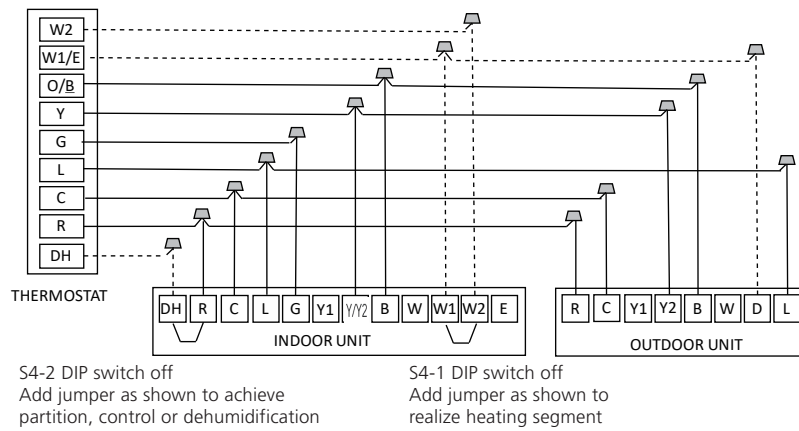 W2
W1/E
O/B
Y
G
L
C
R
DH
THERMOSTAT
DH R C L G Y1 Y/Y2 B W W1 W2 E
INDOOR UNIT
R C Y1 Y2 B W D L
OUTDOOR UNIT
S4-2 DIP switch off
Add jumper as shown to achieve
partition, control or dehumidification
S4-1 DIP switch off
Add jumper as shown to
realize heating segment